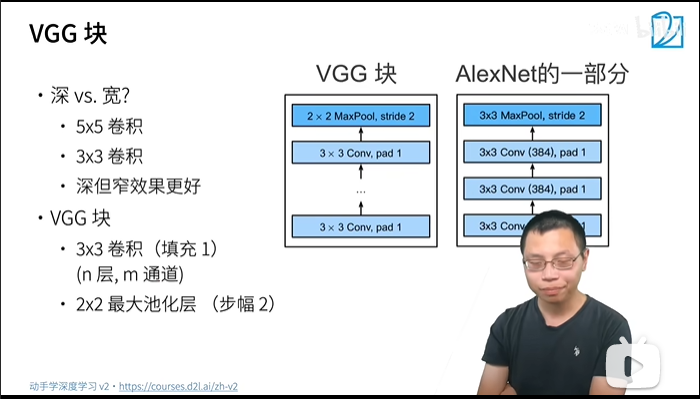 VGG 块
• 深 vs. 宽?
• 5x5 卷积
• 3x3 卷积
• 深但窄效果更好
• VGG 块
• 3x3 卷积（填充 1）
(n 层, m 通道)
• 2x2 最大池化层 （步幅 2）
VGG 块
2 × 2 MaxPool, stride 2
3 × 3 Conv, pad 1
...
3 × 3 Conv, pad 1
AlexNet的一部分
3x3 MaxPool, stride 2
3x3 Conv (384), pad 1
3x3 Conv (384), pad 1
3x3 1
动手学深度学习 v2 • https://courses.d2l.ai/zh-v2